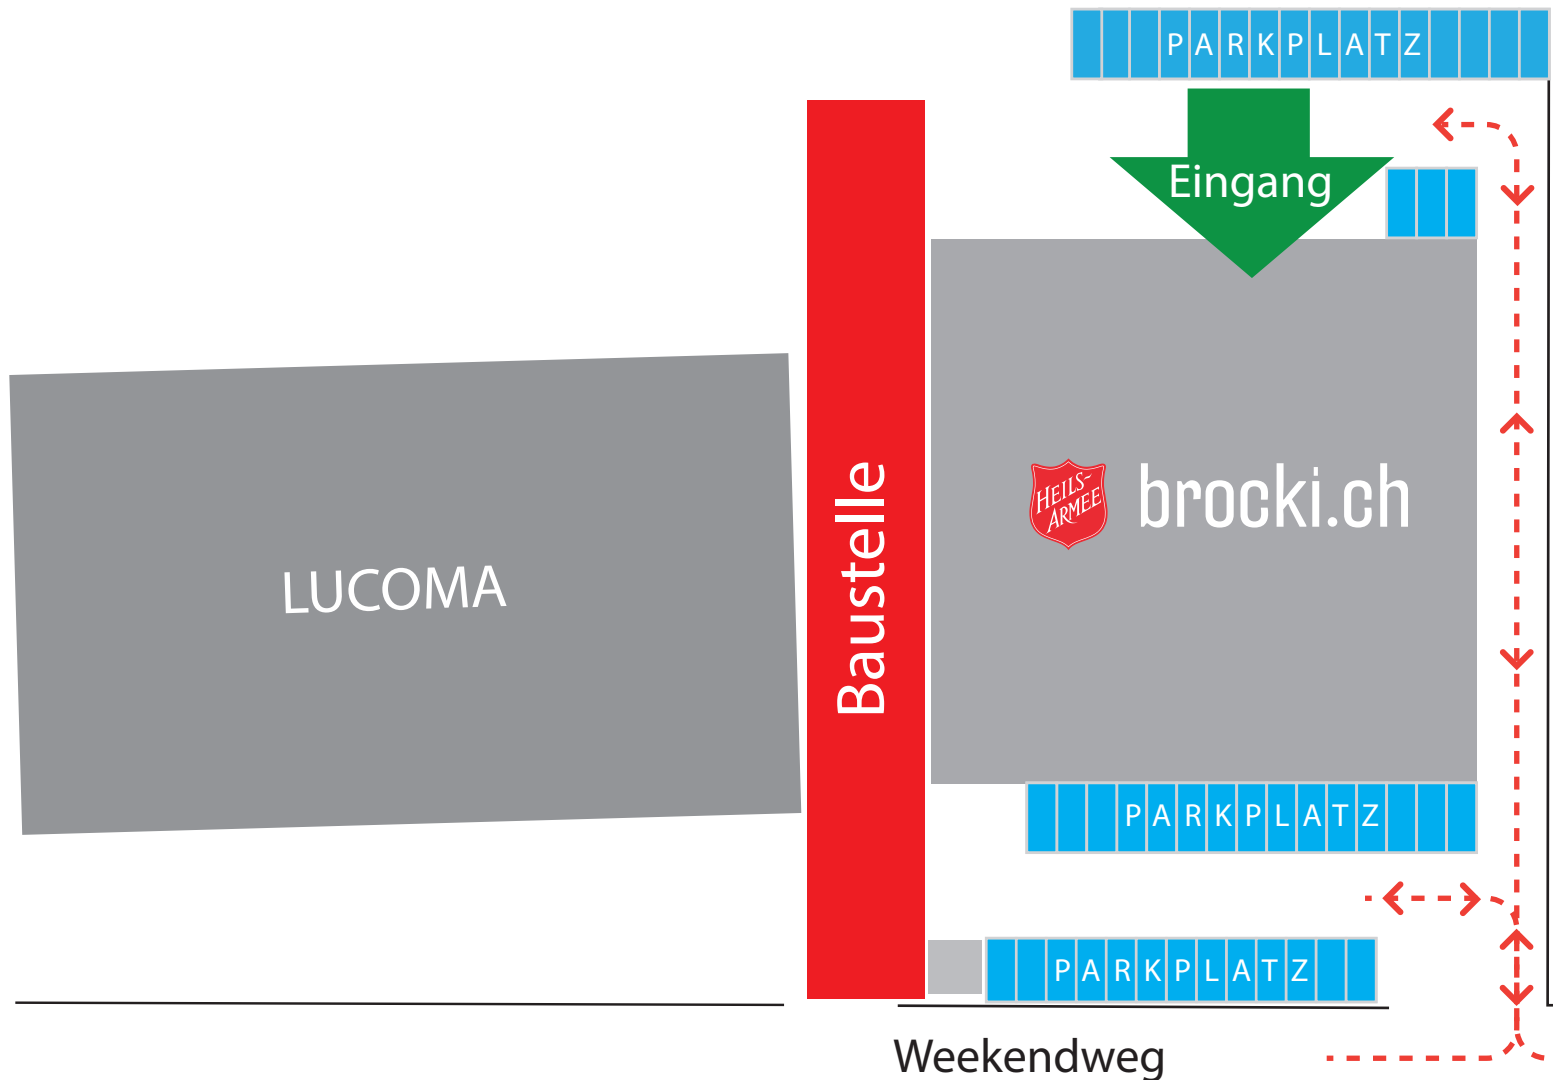 PARKPLATZ
Eingang
HEILS-
ARMEE
brocki.ch
Baustelle
LUCOMA
PARKPLATZ
PARKPLATZ
Weekendweg